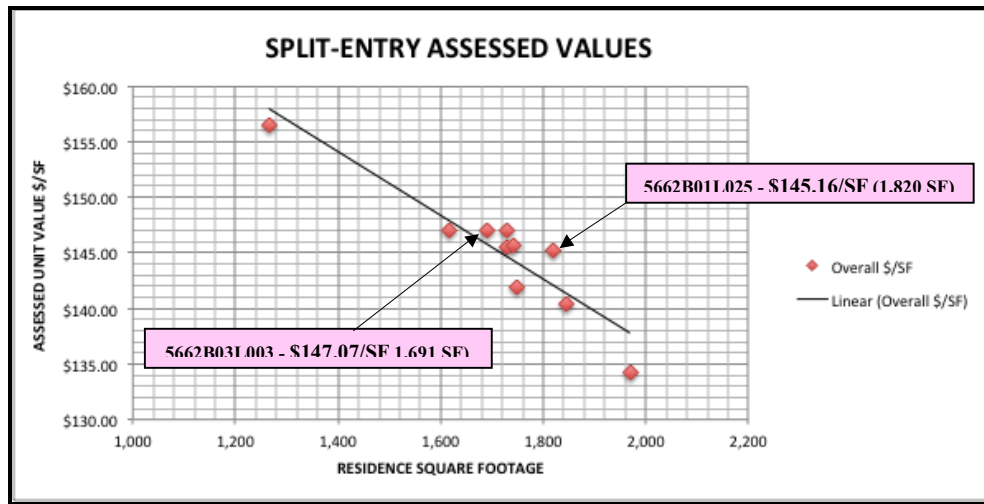 SPLIT-ENTRY ASSESSED VALUES
$160.00
$155.00
$150.00
$145.00
$140.00
$135.00
$130.00
ASSESSED UNIT VALUE $/SF
1,000
1,200
1,400
1,600
1,800
2,000
2,200
RESIDENCE SQUARE FOOTAGE
5662B01L025 - $145.16/SF (1,820 SF)
5662B03L003 - $147.07/SF 1,691 SF)
Overall $/SF
Linear (Overall $/SF)